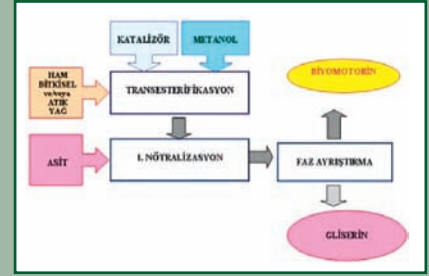 KATALİZÖR
METANOL
HAM
BİTKİSEL
ve/veya
ATIK
YAĞ
TRANSESTERİFİKASYON
BİYOMOTORİN
ASİT
1. NÖTRALİZASYON
FAZ AYRIŞTIRMA
GLİSERİN